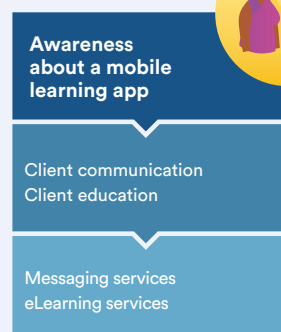 Awareness
about a mobile
learning app
Client communication
Client education
Messaging services
eLearning services